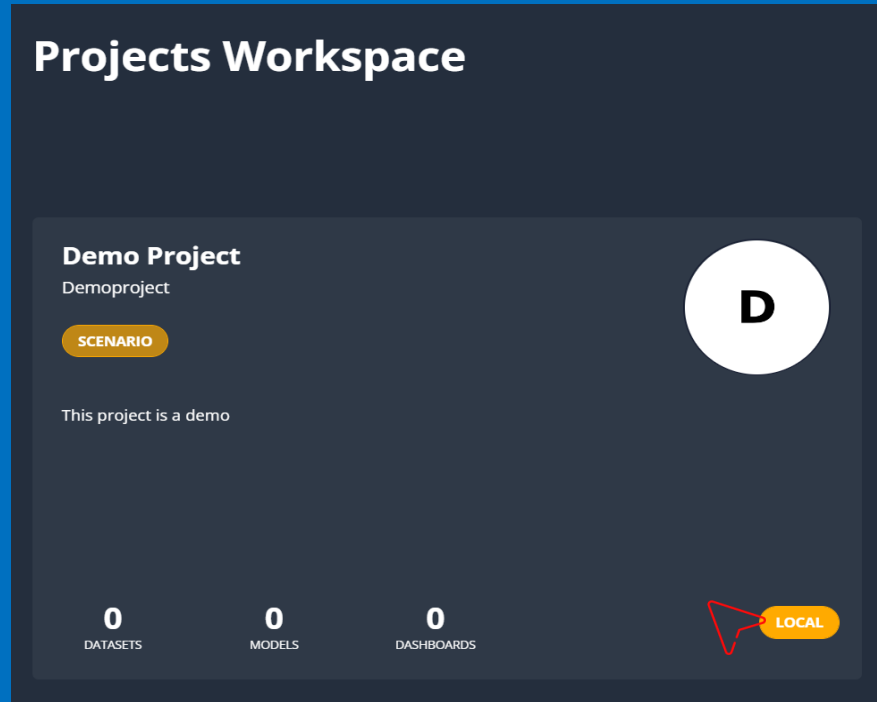 Projects Workspace
Demo Project
Demoproject
D
SCENARIO
This project is a demo
0 0 0
DATASETS MODELS DASHBOARDS
LOCAL